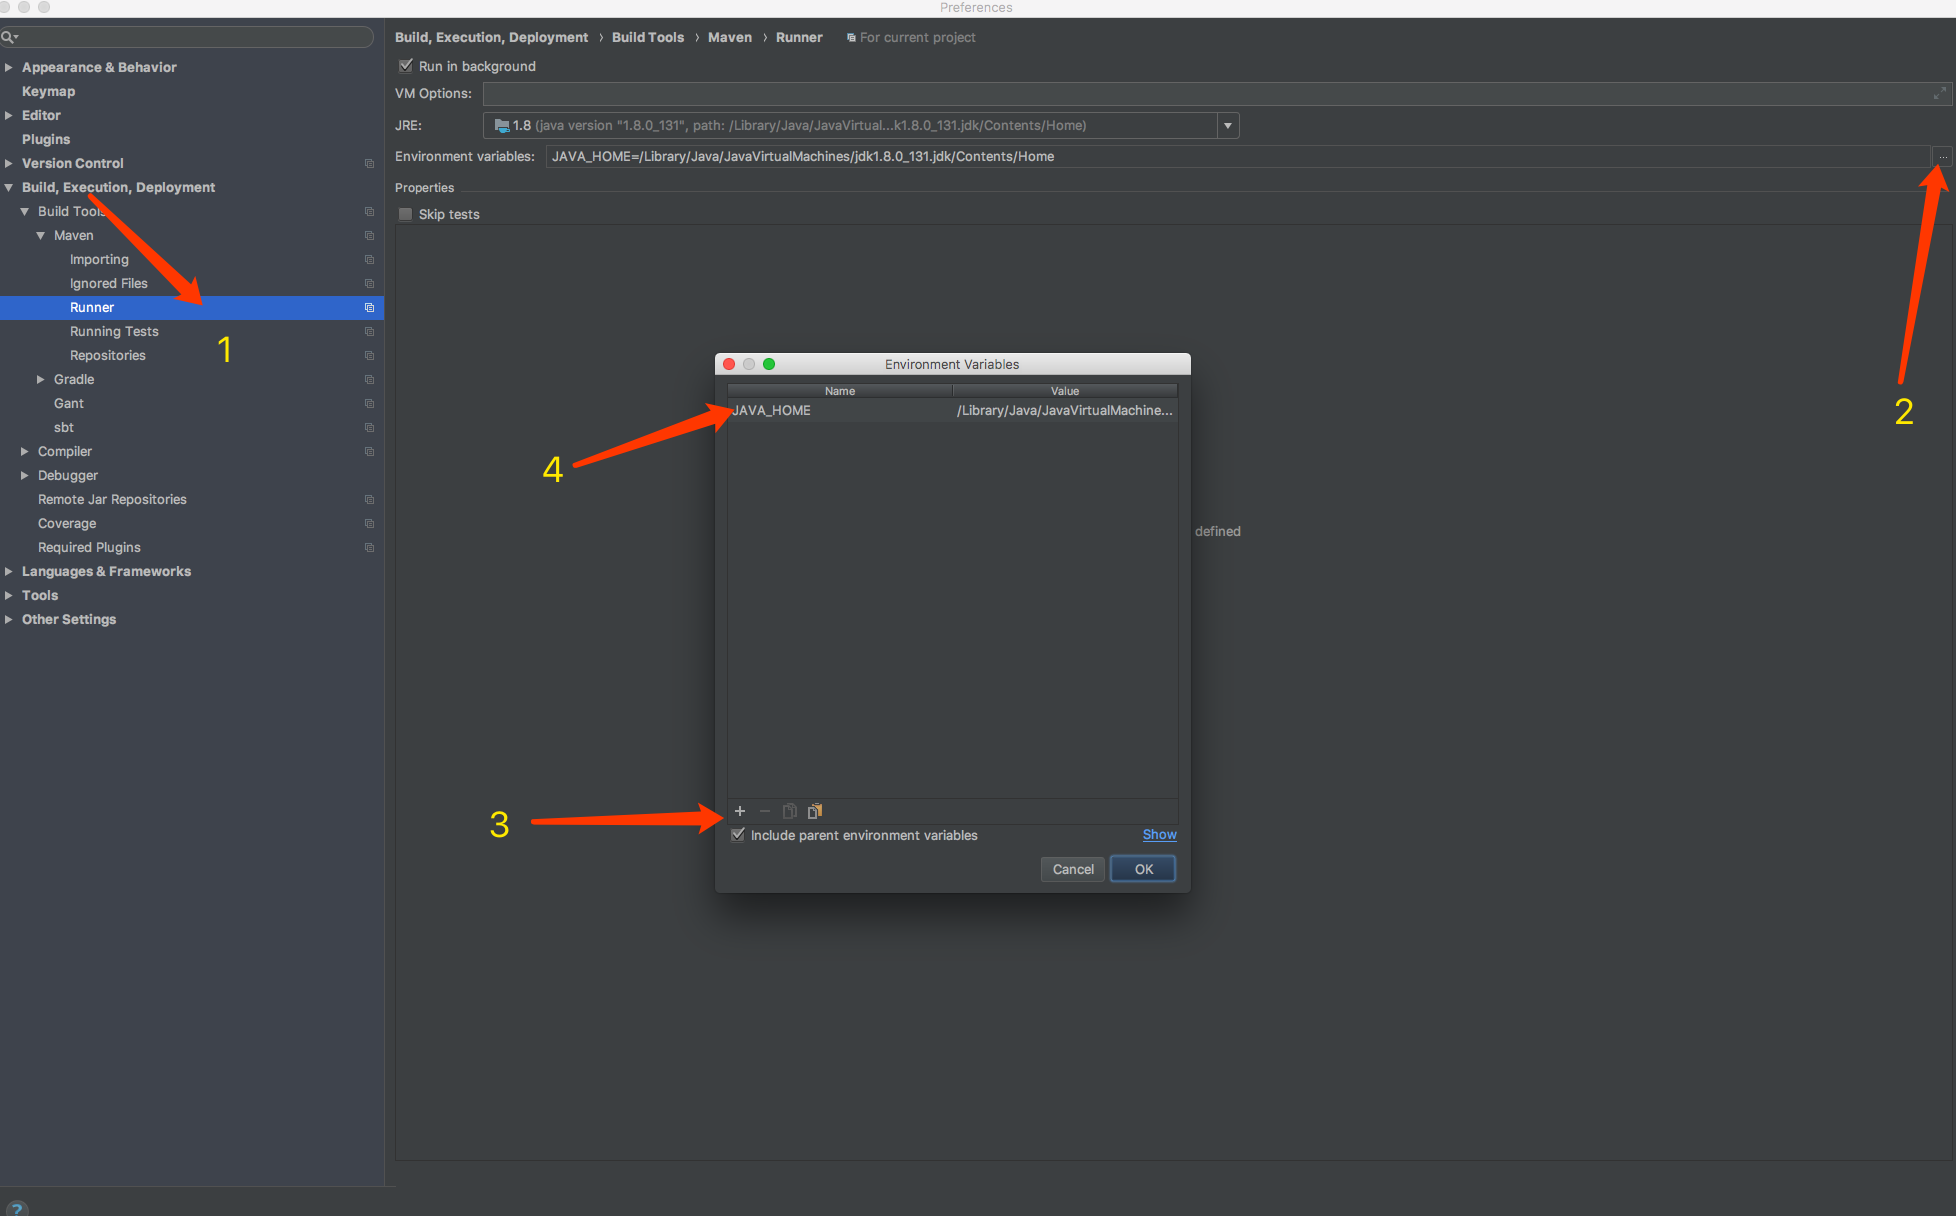 Preferences
Appearance & Behavior
Keymap
Editor
Plugins
Version Control
Build, Execution, Deployment
Build Tools
Maven
Importing
Ignored Files
Runner
Running Tests
Repositories
Gradle
Gant
sbt
Compiler
Debugger
Remote Jar Repositories
Coverage
Required Plugins
Languages & Frameworks
Tools
Other Settings
?
1
Build, Execution, Deployment › Build Tools › Maven › Runner For current project
Run in background
VM Options:
JRE: 1.8 (java version "1.8.0_131", path: /Library/Java/JavaVirtual...k1.8.0_131.jdk/Contents/Home)
Environment variables: JAVA_HOME=/Library/Java/JavaVirtualMachines/jdk1.8.0_131.jdk/Contents/Home ...
Properties
Skip tests
2
defined
Environment Variables
Name Value
JAVA_HOME /Library/Java/JavaVirtualMachine...
4
3
Include parent environment variables Show
Cancel OK